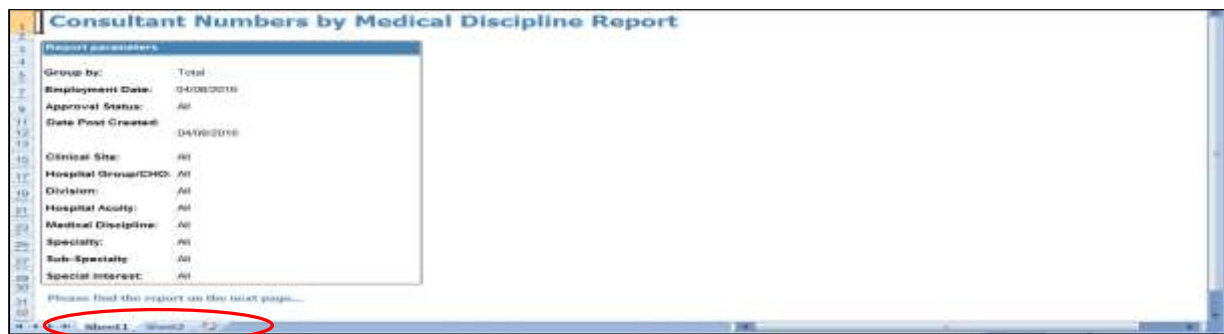 Consultant Numbers by Medical Discipline Report
Report parameters
Group by: Total
Employment Date: 04/08/2016
Approval Status: All
Date Post Created:
04/08/2016
Clinical Site: All
Hospital Group/CHO: All
Division: All
Hospital Acuity: All
Medical Discipline: All
Specialty: All
Sub-Specialty All
Special Interest: All
Please find the report on the next page....
Sheet1 Sheet2